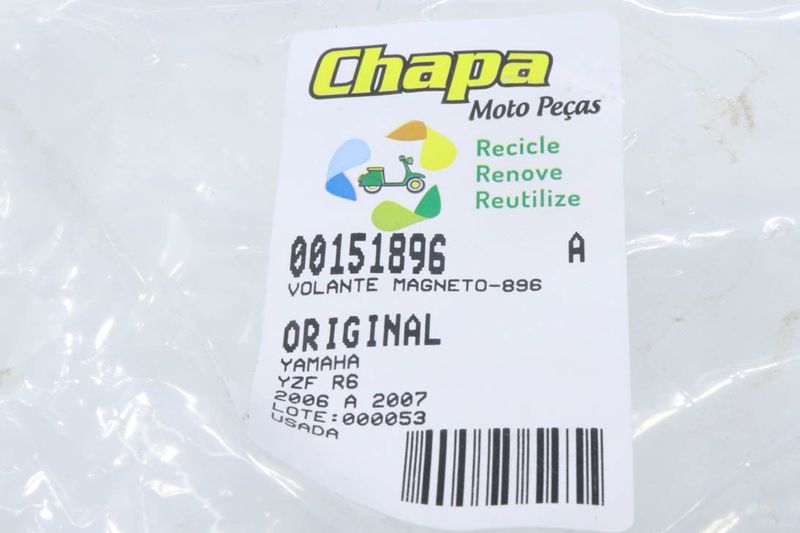 Chapa
Moto Peças
Recicle
Renove
Reutilize
00151896 A
VOLANTE MAGNETO-896
ORIGINAL
YAMAHA
YZF R6
2006 A 2007
LOTE:000053
USADA